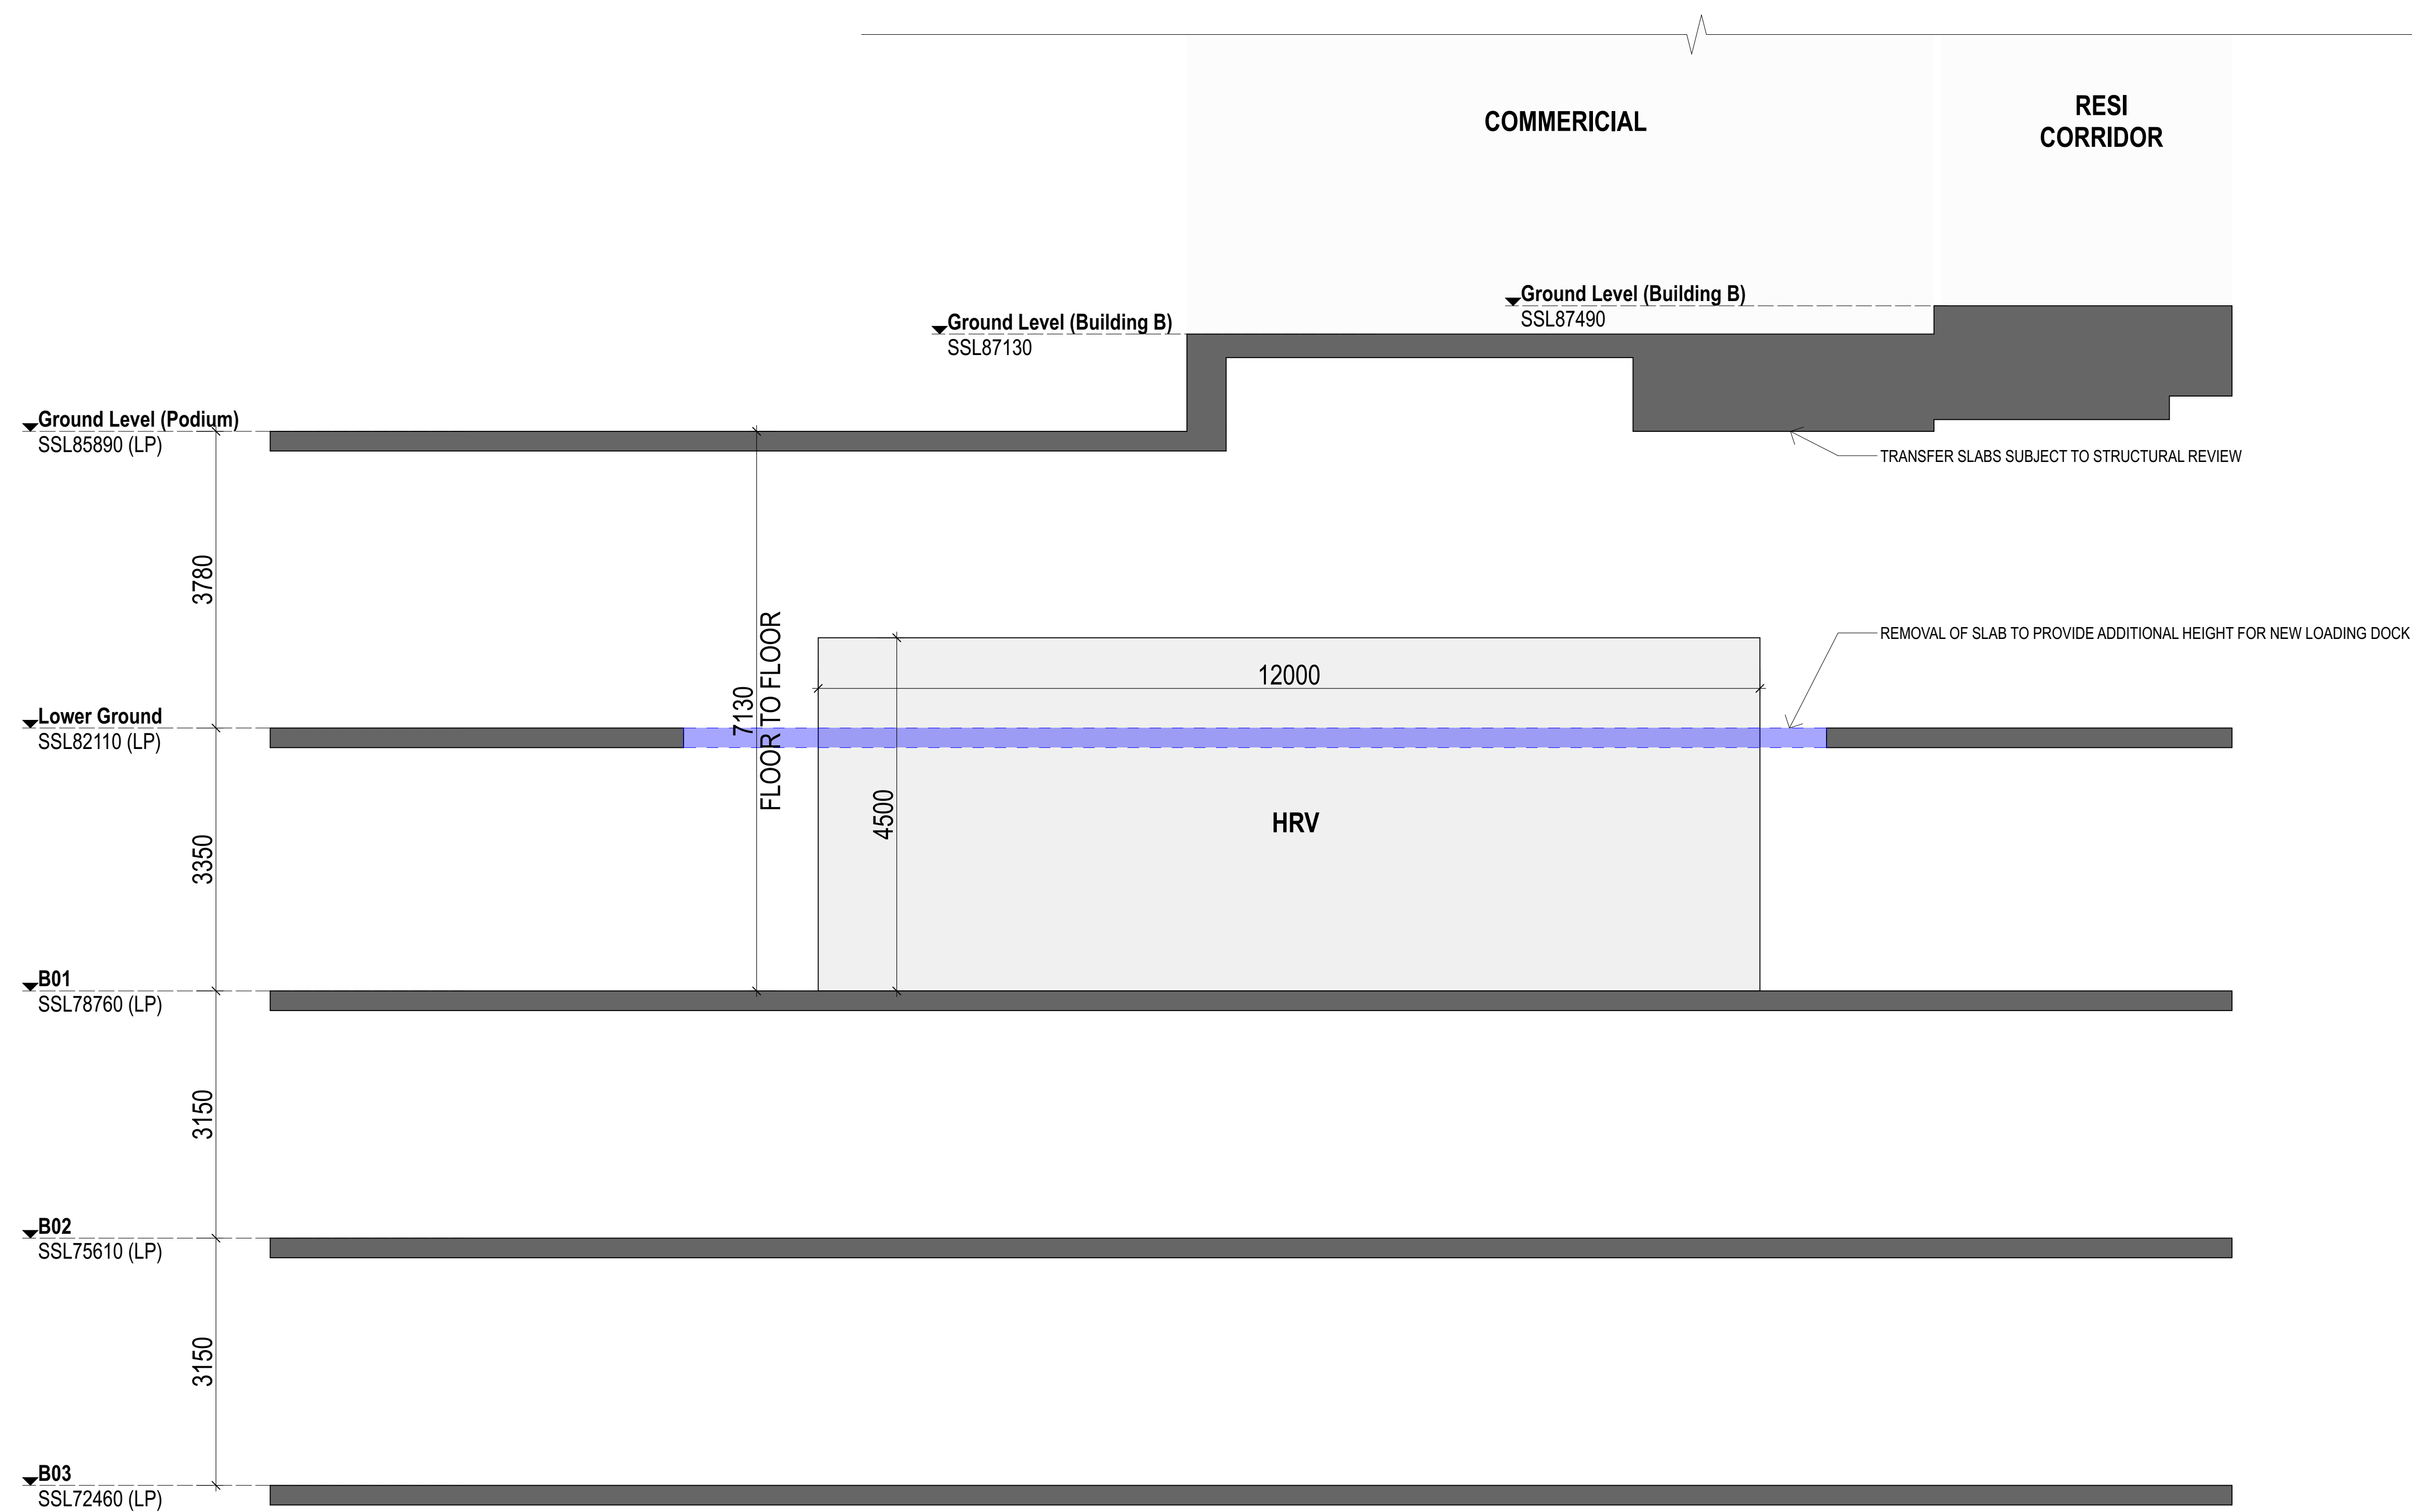 COMMERICIAL
RESI
CORRIDOR
Ground Level (Building B)
SSL87490
Ground Level (Building B)
SSL87130
Ground Level (Podium)
SSL85890 (LP)
TRANSFER SLABS SUBJECT TO STRUCTURAL REVIEW
3780
REMOVAL OF SLAB TO PROVIDE ADDITIONAL HEIGHT FOR NEW LOADING DOCK
12000
7130
FLOOR TO FLOOR
Lower Ground
SSL82110 (LP)
4500
HRV
3350
B01
SSL78760 (LP)
3150
B02
SSL75610 (LP)
3150
B03
SSL72460 (LP)